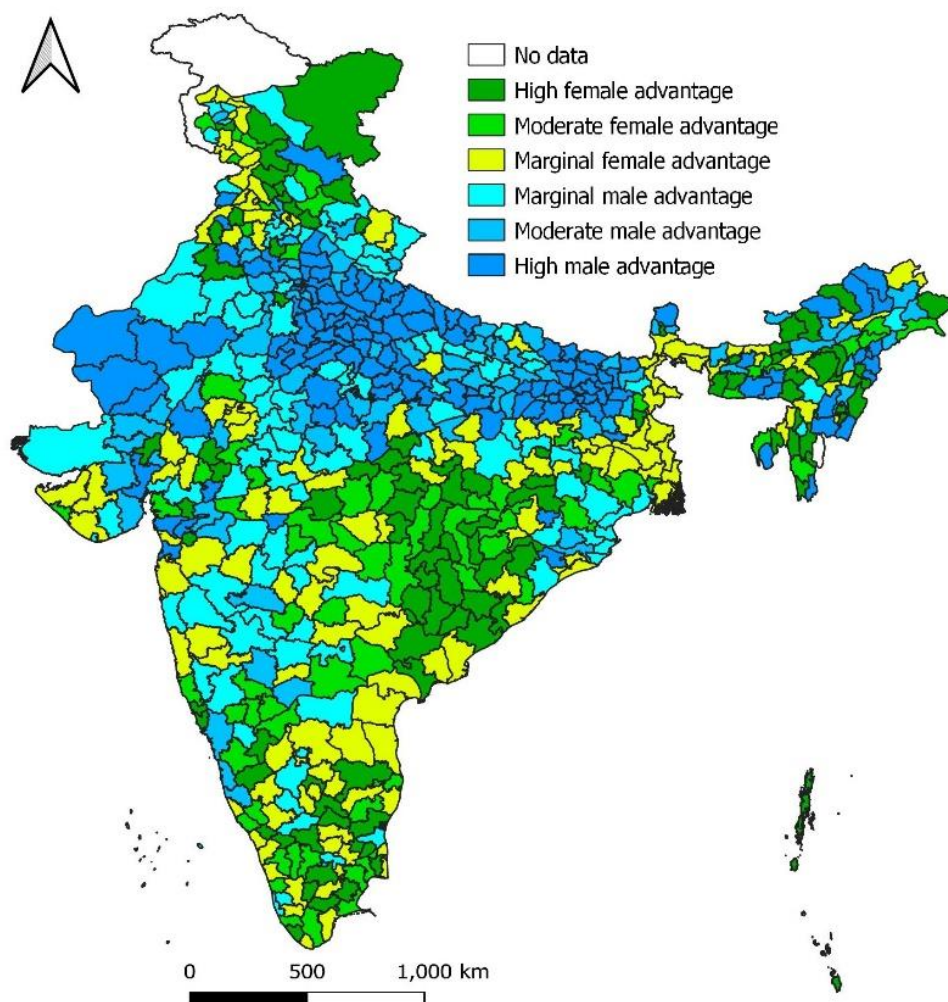 No data
High female advantage
Moderate female advantage
Marginal female advantage
Marginal male advantage
Moderate male advantage
High male advantage
0 500 1,000 km